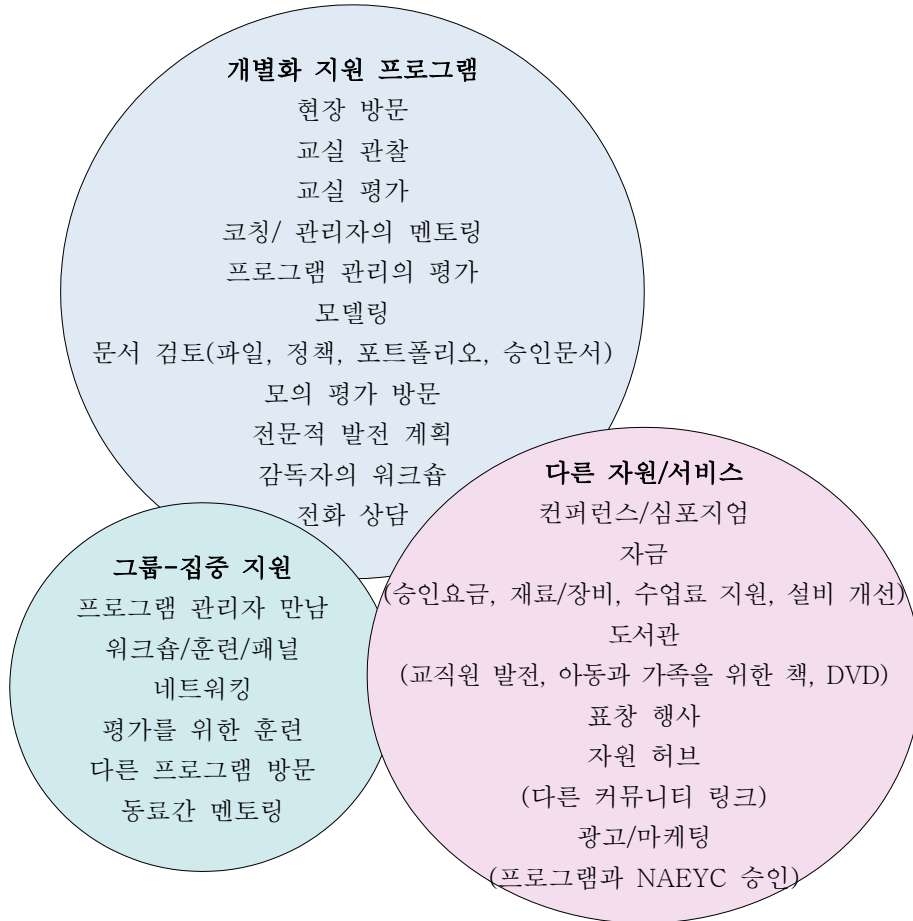 개별화 지원 프로그램
현장 방문
교실 관찰
교실 평가
코칭/ 관리자의 멘토링
프로그램 관리의 평가
모델링
문서 검토(파일, 정책, 포트폴리오, 승인문서)
모의 평가 방문
전문적 발전 계획
감독자의 워크숍
전화 상담
그룹-집중 지원
프로그램 관리자 만남
워크숍/훈련/패널
네트워킹
평가를 위한 훈련
다른 프로그램 방문
동료간 멘토링
다른 자원/서비스
컨퍼런스/심포지엄
자금
(승인요금, 재료/장비, 수업료 지원, 설비 개선)
도서관
(교직원 발전, 아동과 가족을 위한 책, DVD)
표창 행사
자원 허브
(다른 커뮤니티 링크)
광고/마케팅
(프로그램과 NAEYC 승인)